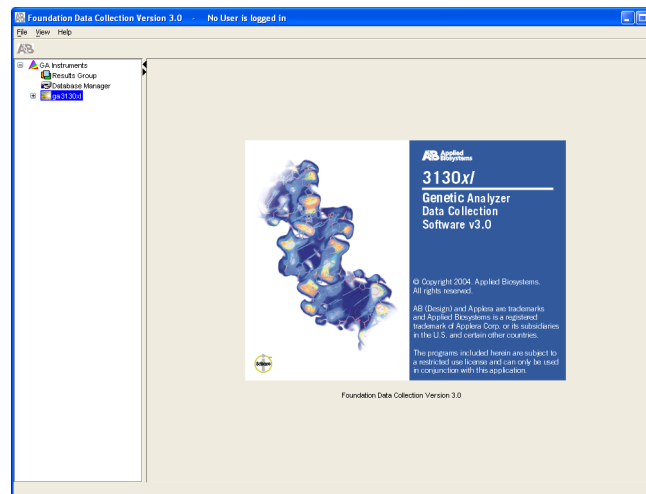 Foundation Data Collection Version 3.0 - No User is logged in
File View Help
AB
GA Instruments
Results Group
Database Manager
ga3130xl
AB Applied
Biosystems
3130xl
Genetic Analyzer
Data Collection
Software v3.0
© Copyright 2004. Applied Biosystems.
All rights reserved.
AB (Design) and Applera are trademarks
and Applied Biosystems is a registered
trademark of Applera Corp. or its subsidiaries
in the U.S. and certain other countries.
The programs included herein are subject to
a restricted use license and can only be used
in conjunction with this application.
Software
Foundation Data Collection Version 3.0